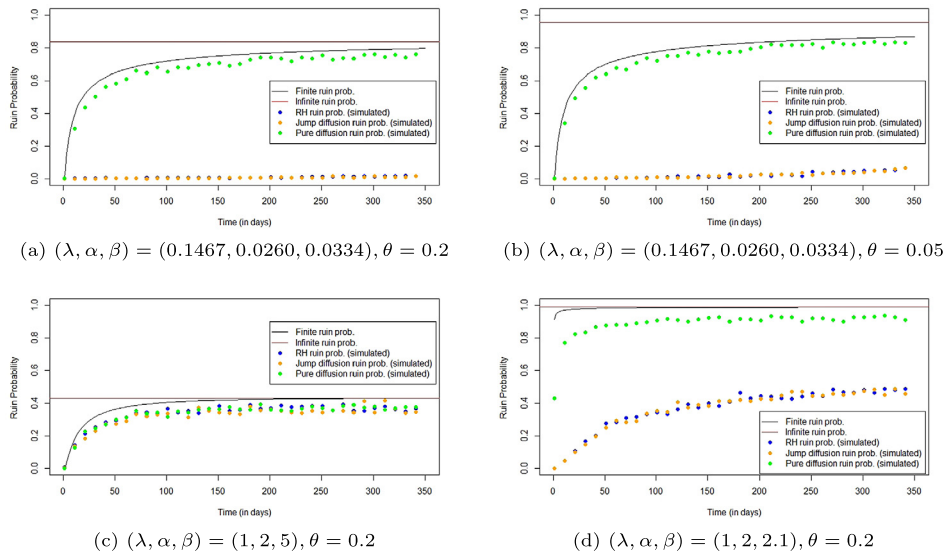 Ruin Probability
1.0
0.8
0.6
0.4
0.2
0.0
Finite ruin prob.
Infinite ruin prob.
RH ruin prob. (simulated)
Jump diffusion ruin prob. (simulated)
Pure diffusion ruin prob. (simulated)
0 50 100 150 200 250 300 350
Time (in days)
(a) (λ, α, β) = (0.1467, 0.0260, 0.0334), θ = 0.2
Ruin Probability
1.0
0.8
0.6
0.4
0.2
0.0
Finite ruin prob.
Infinite ruin prob.
RH ruin prob. (simulated)
Jump diffusion ruin prob. (simulated)
Pure diffusion ruin prob. (simulated)
0 50 100 150 200 250 300 350
Time (in days)
(b) (λ, α, β) = (0.1467, 0.0260, 0.0334), θ = 0.05
Ruin Probability
1.0
0.8
0.6
0.4
0.2
0.0
Finite ruin prob.
Infinite ruin prob.
RH ruin prob. (simulated)
Jump diffusion ruin prob. (simulated)
Pure diffusion ruin prob. (simulated)
0 50 100 150 200 250 300 350
Time (in days)
(c) (λ, α, β) = (1, 2, 5), θ = 0.2
Ruin Probability
1.0
0.8
0.6
0.4
0.2
0.0
Finite ruin prob.
Infinite ruin prob.
RH ruin prob. (simulated)
Jump diffusion ruin prob. (simulated)
Pure diffusion ruin prob. (simulated)
0 50 100 150 200 250 300 350
Time (in days)
(d) (λ, α, β) = (1, 2, 2.1), θ = 0.2